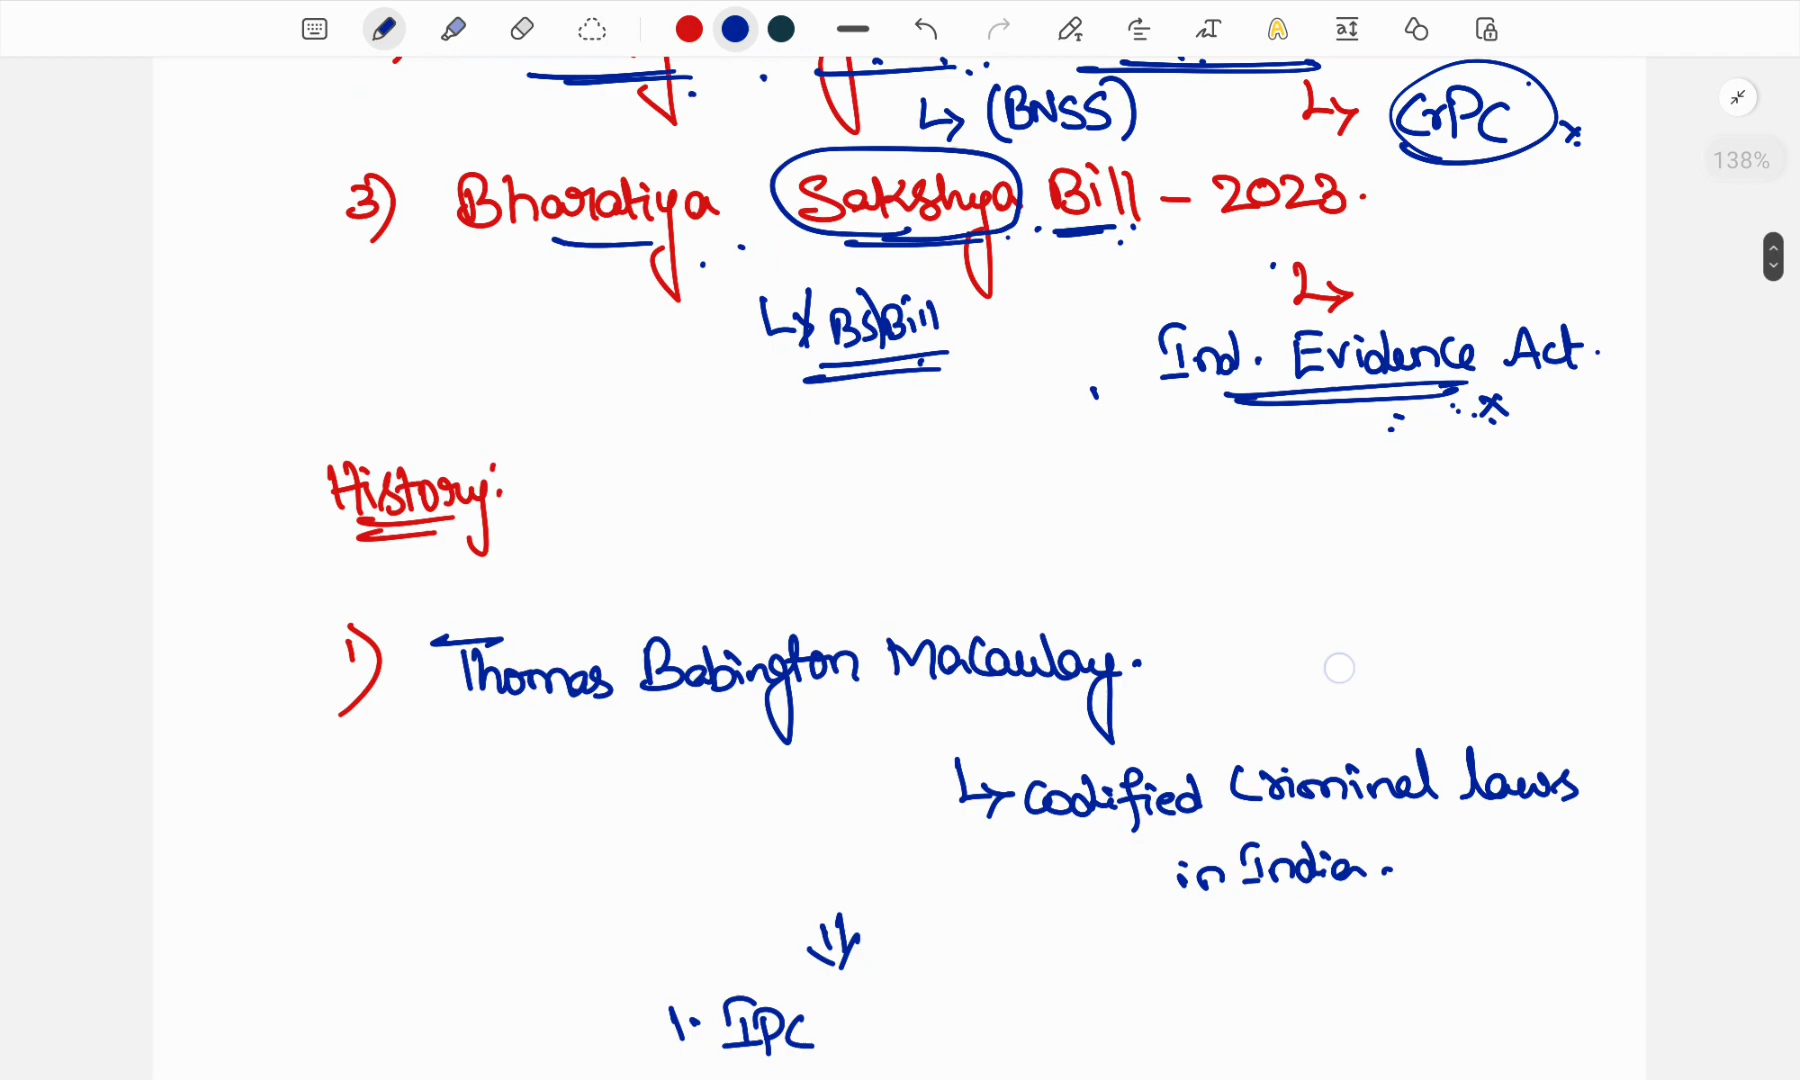 138%
↳ (BNSS)
↳ CrPC x
3) Bharatiya Sakshya Bill - 2023.
↳ (BS) Bill
↳ Ind. Evidence Act. x
History:
1) Thomas Babington Macaulay.
↳ codified Criminal laws
in India.
1. IPC